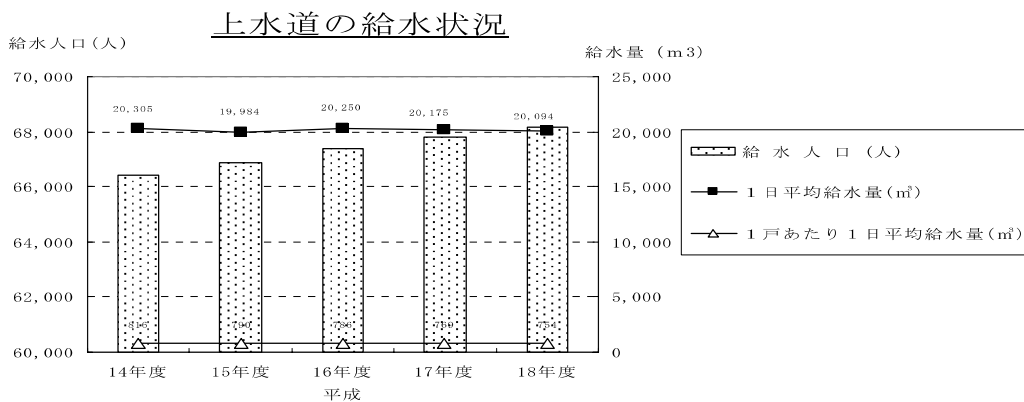 上水道の給水状況
給水人口(人)
給水量 (m3)
70,000
68,000
66,000
64,000
62,000
60,000
25,000
20,000
15,000
10,000
5,000
0
20,305
19,984
20,250
20,175
20,094
816
790
786
769
754
14年度
15年度
16年度
17年度
18年度
平成
給 水 人 口 (人)
1日平均給水量(㎥)
1戸あたり1日平均給水量(㎥)